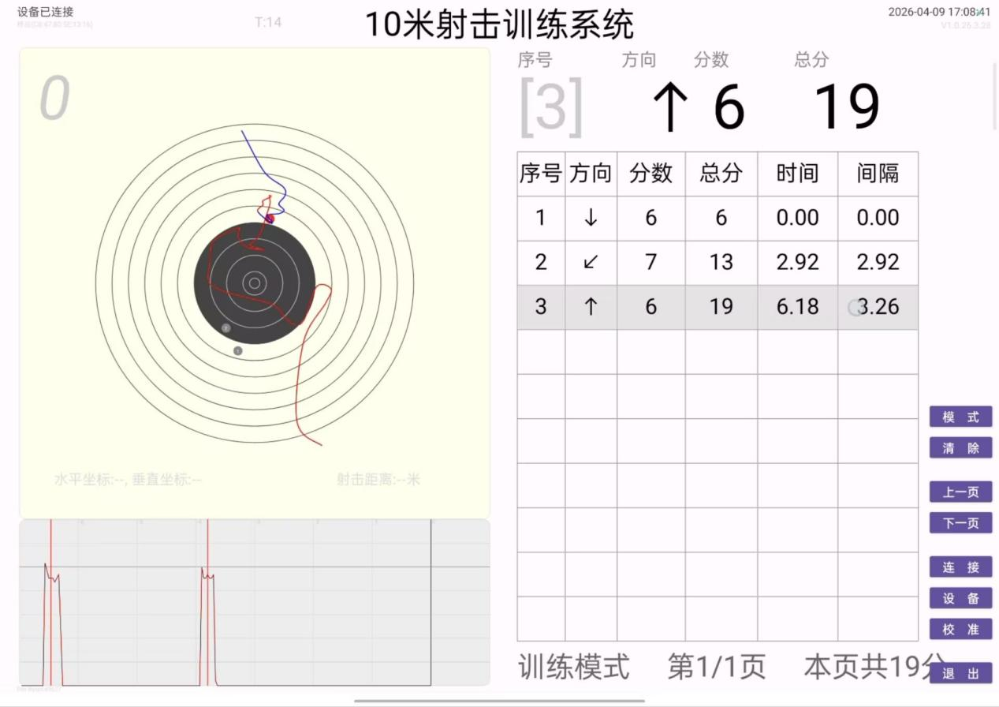 设备已连接
T:14
10米射击训练系统
2026-04-09 17:08:41
V1.0.26.3.28
0
水平坐标:--, 垂直坐标:--
射击距离:--米
序号 方向 分数 总分
[3] ↑ 6 19
序号 方向 分数 总分 时间 间隔
1 ↓ 6 6 0.00 0.00
2 ↙ 7 13 2.92 2.92
3 ↑ 6 19 6.18 3.26
训练模式 第1/1页 本页共19分
模 式
清 除
上一页
下一页
连 接
设 备
校 准
退 出